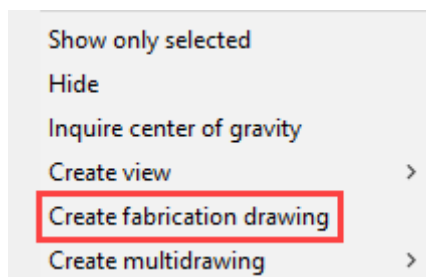 Show only selected
Hide
Inquire center of gravity
Create view
Create fabrication drawing
Create multidrawing